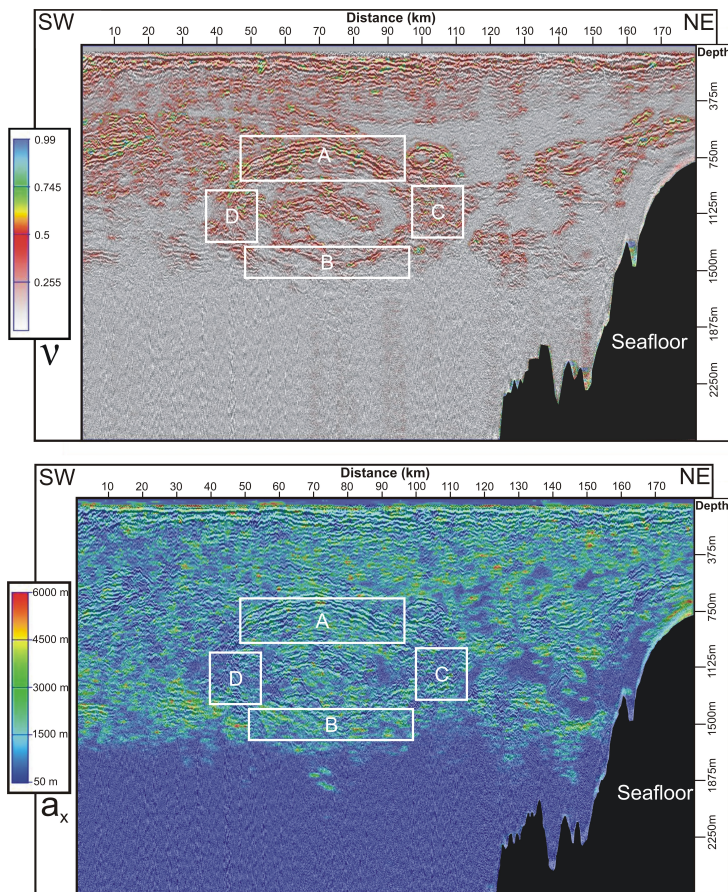 SW Distance (km) NE
10 20 30 40 50 60 70 80 90 100 110 120 130 140 150 160 170
Depth
375m
750m
1125m
1500m
1875m
2250m
A
D
C
B
Seafloor
0.99
0.745
0.5
0.255
ν
SW Distance (km) NE
10 20 30 40 50 60 70 80 90 100 110 120 130 140 150 160 170
Depth
375m
750m
1125m
1500m
1875m
2250m
A
D
C
B
Seafloor
6000 m
4500 m
3000 m
1500 m
50 m
ax